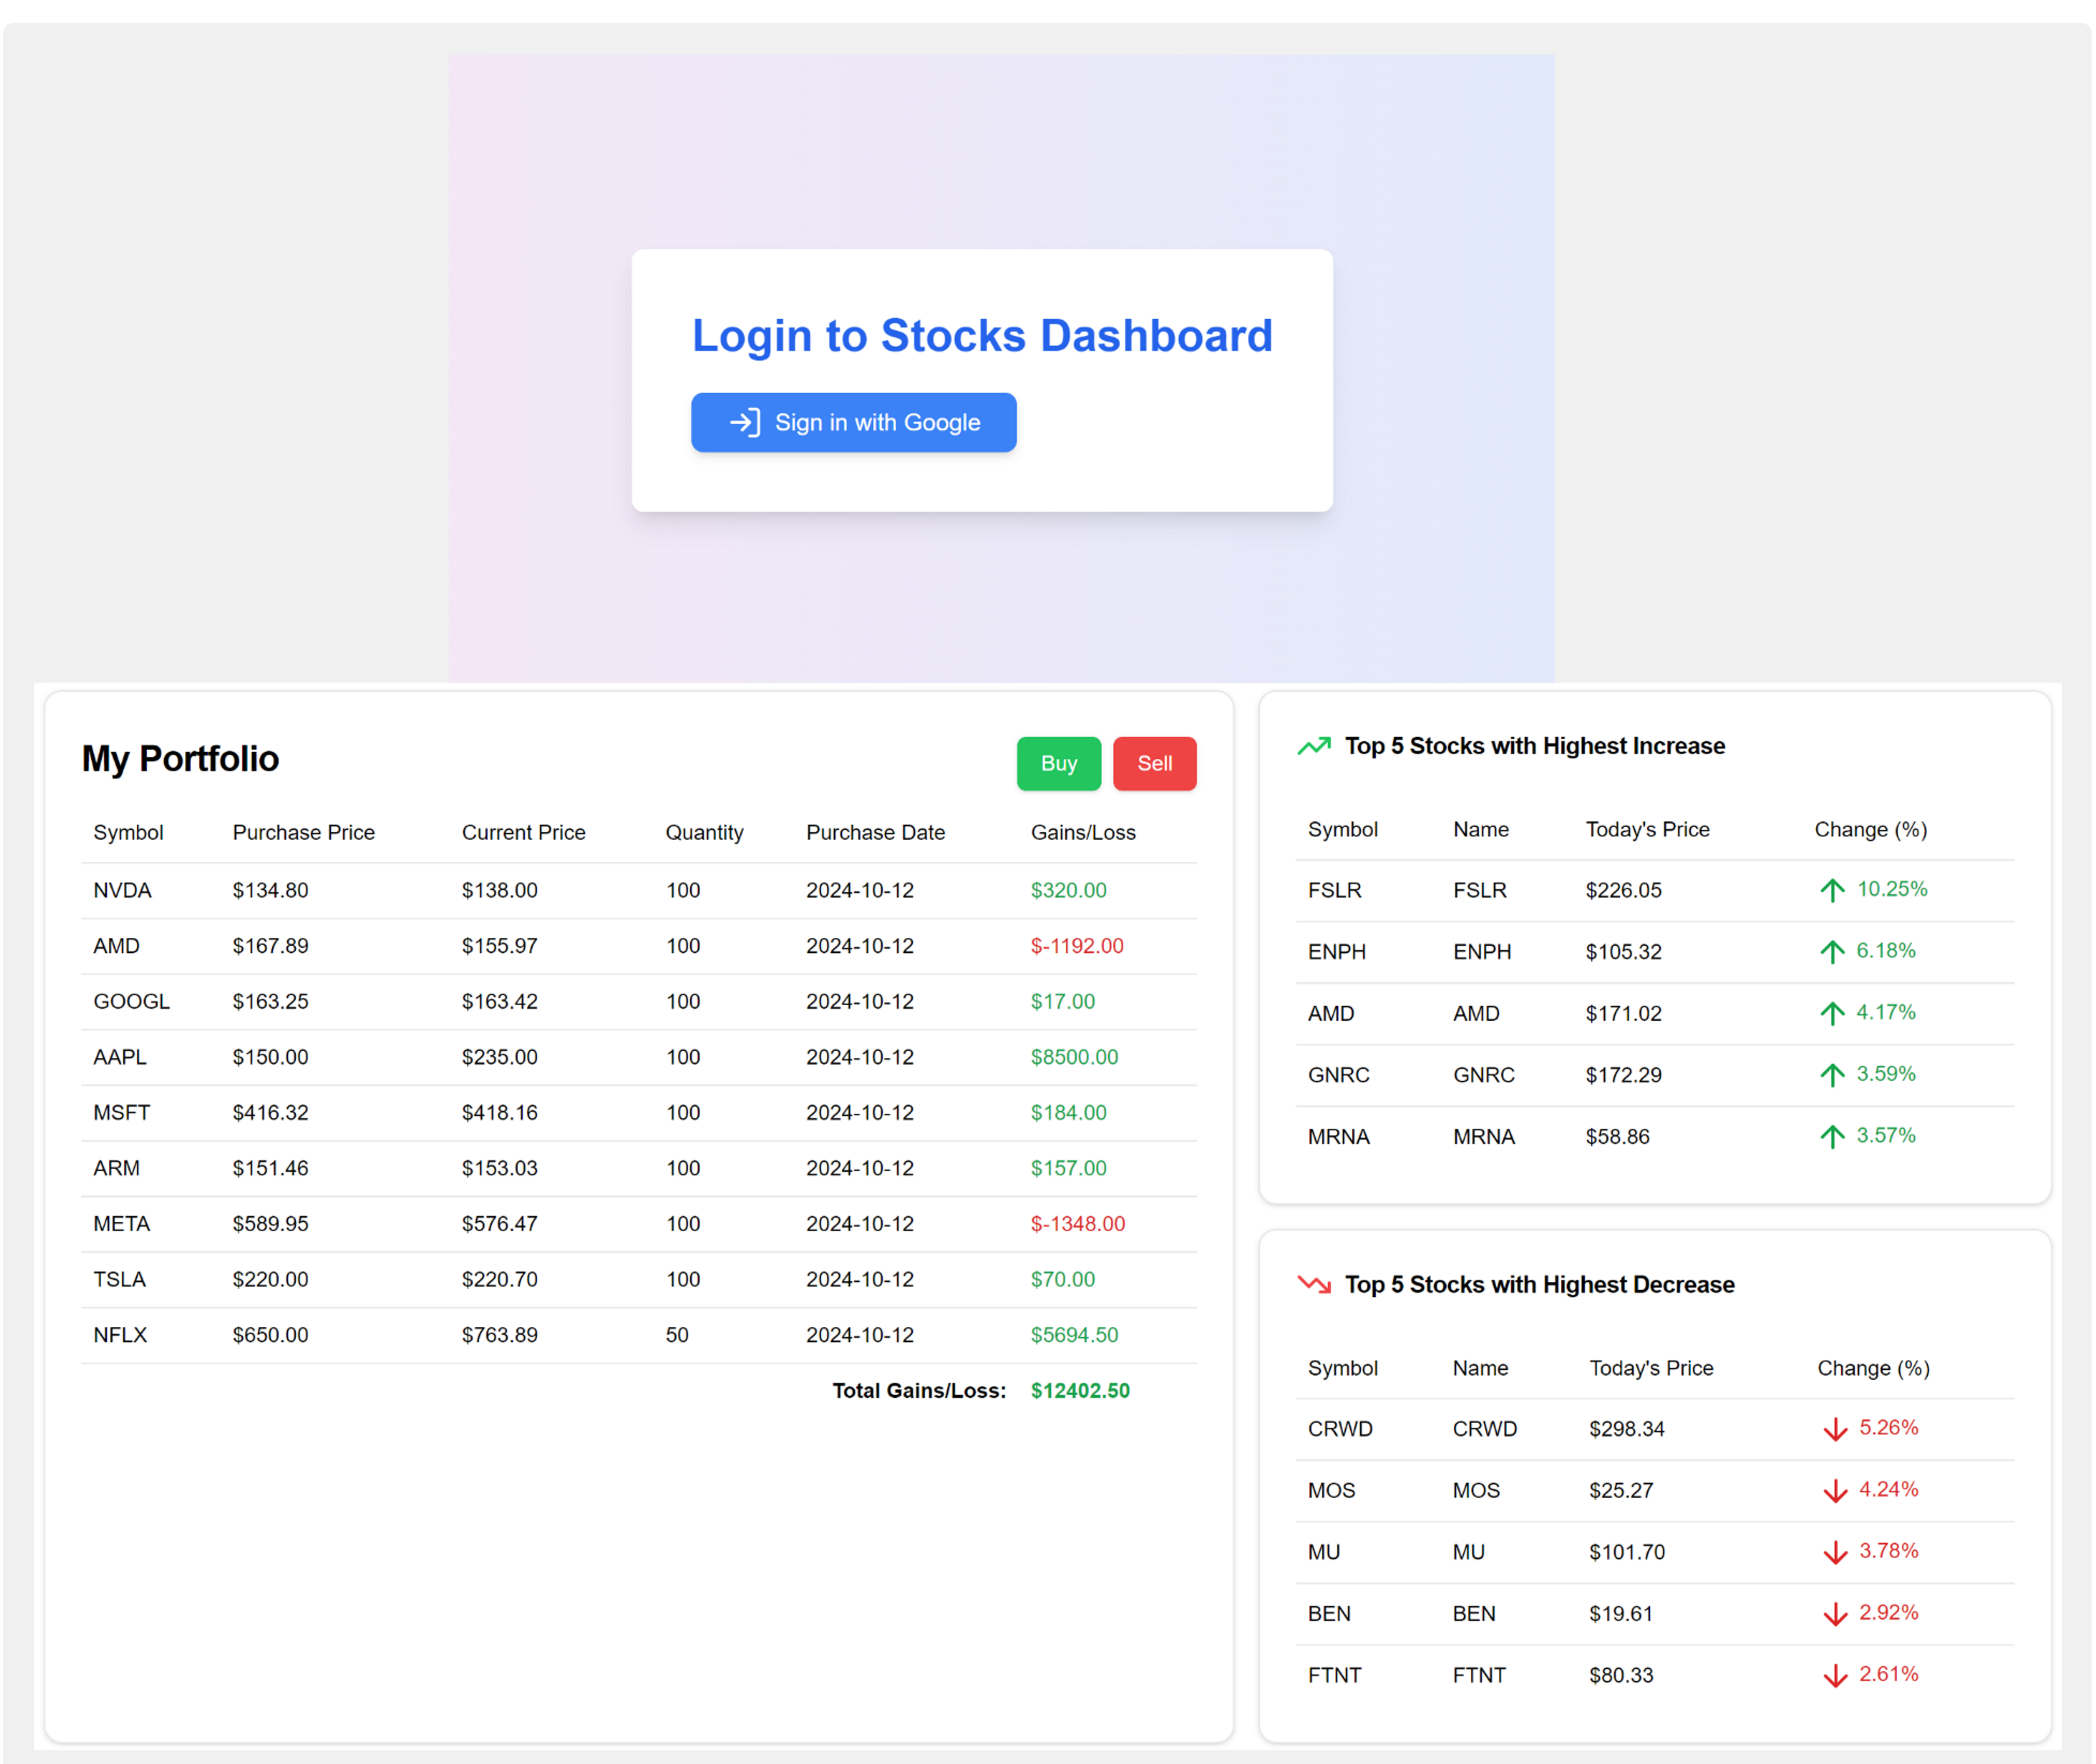 Login to Stocks Dashboard
Sign in with Google
My Portfolio
Buy Sell
Symbol Purchase Price Current Price Quantity Purchase Date Gains/Loss
NVDA $134.80 $138.00 100 2024-10-12 $320.00
AMD $167.89 $155.97 100 2024-10-12 $-1192.00
GOOGL $163.25 $163.42 100 2024-10-12 $17.00
AAPL $150.00 $235.00 100 2024-10-12 $8500.00
MSFT $416.32 $418.16 100 2024-10-12 $184.00
ARM $151.46 $153.03 100 2024-10-12 $157.00
META $589.95 $576.47 100 2024-10-12 $-1348.00
TSLA $220.00 $220.70 100 2024-10-12 $70.00
NFLX $650.00 $763.89 50 2024-10-12 $5694.50
Total Gains/Loss: $12402.50
Top 5 Stocks with Highest Increase
Symbol Name Today's Price Change (%)
FSLR FSLR $226.05 10.25%
ENPH ENPH $105.32 6.18%
AMD AMD $171.02 4.17%
GNRC GNRC $172.29 3.59%
MRNA MRNA $58.86 3.57%
Top 5 Stocks with Highest Decrease
Symbol Name Today's Price Change (%)
CRWD CRWD $298.34 5.26%
MOS MOS $25.27 4.24%
MU MU $101.70 3.78%
BEN BEN $19.61 2.92%
FTNT FTNT $80.33 2.61%